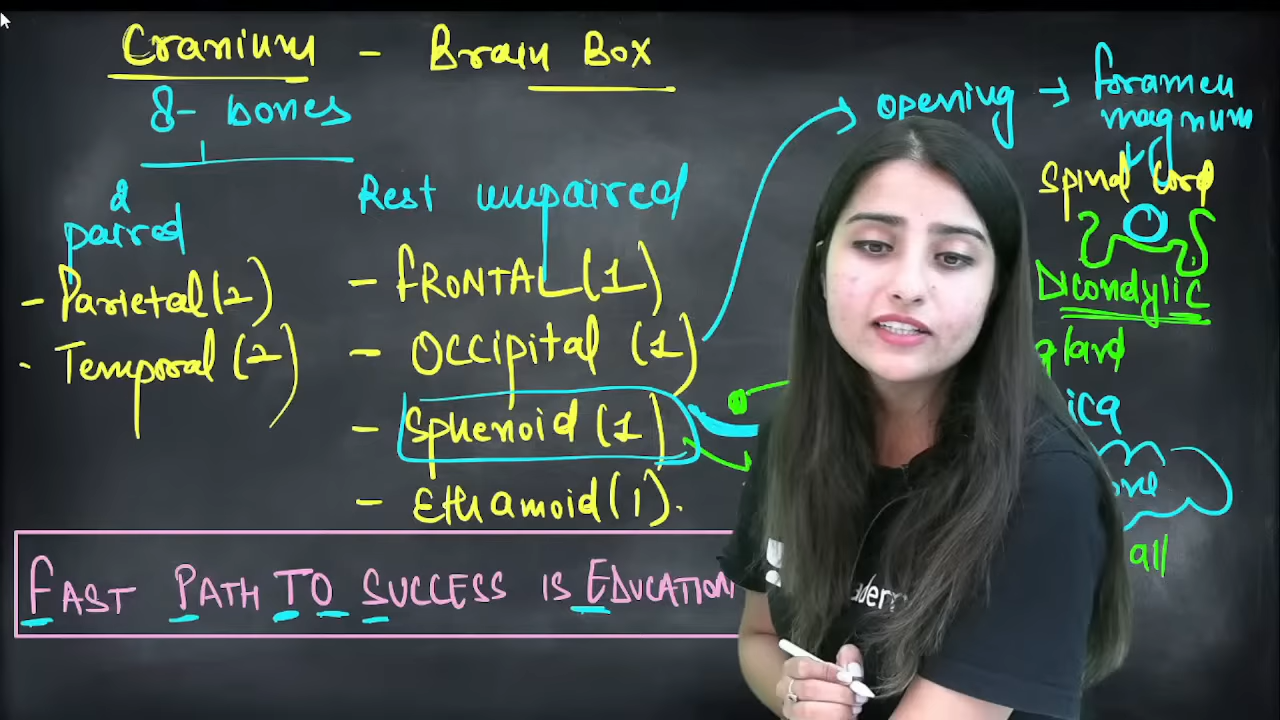 Cranium - Brain Box
8- bones
2 paired
Rest unpaired
- Parietal (2)
- Temporal (2)
- FRONTAL (1)
- Occipital (1)
- Sphenoid (1)
- Ethamoid (1).
opening → foramen magnum
Spinal Cord
Dicondylic
gland
all
FAST PATH TO SUCCESS IS EDUCATION